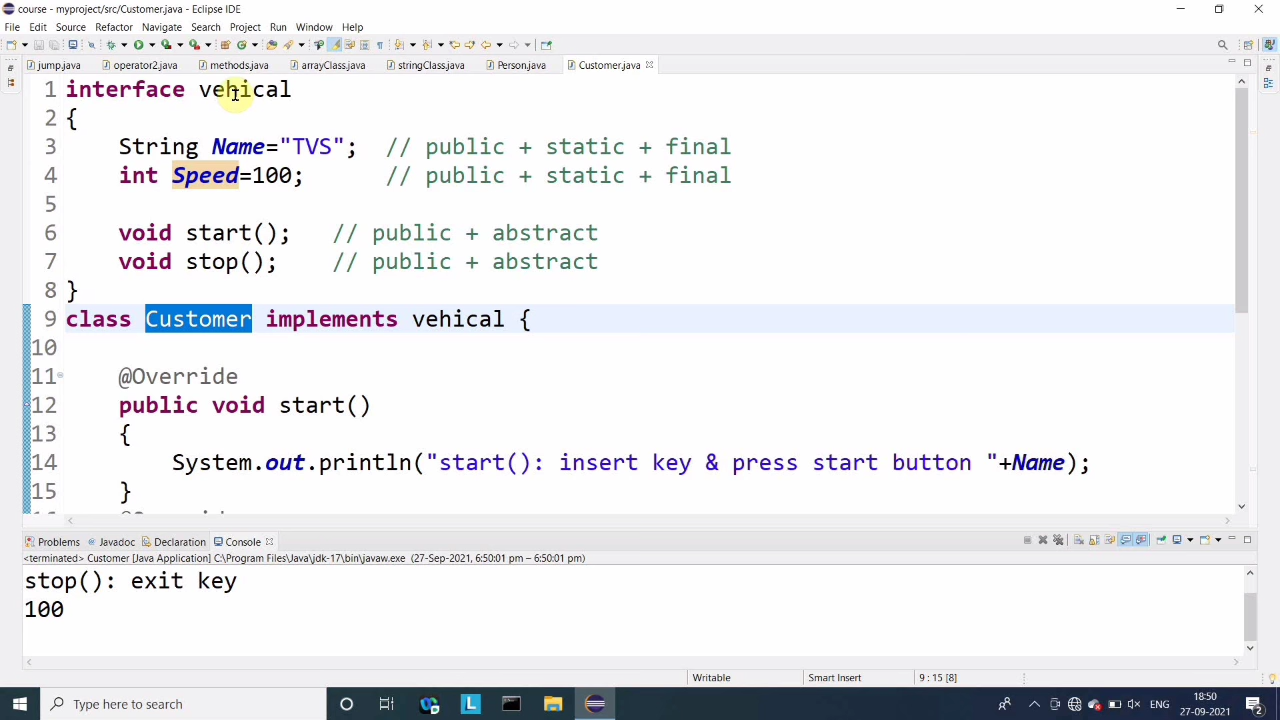 course - myproject/src/Customer.java - Eclipse IDE
File Edit Source Refactor Navigate Search Project Run Window Help
jump.java operator2.java methods.java arrayClass.java stringClass.java Person.java Customer.java
1 interface vehical
2 {
3 String Name="TVS"; // public + static + final
4 int Speed=100; // public + static + final
5
6 void start(); // public + abstract
7 void stop(); // public + abstract
8 }
9 class Customer implements vehical {
10
11 @Override
12 public void start()
13 {
14 System.out.println("start(): insert key & press start button "+Name);
15 }
Problems Javadoc Declaration Console
<terminated> Customer [Java Application] C:\Program Files\Java\jdk-17\bin\javaw.exe (27-Sep-2021, 6:50:01 pm – 6:50:01 pm)
stop(): exit key
100
Writable Smart Insert 9 : 15 [8]
Type here to search
L
ENG
18:50
27-09-2021
2